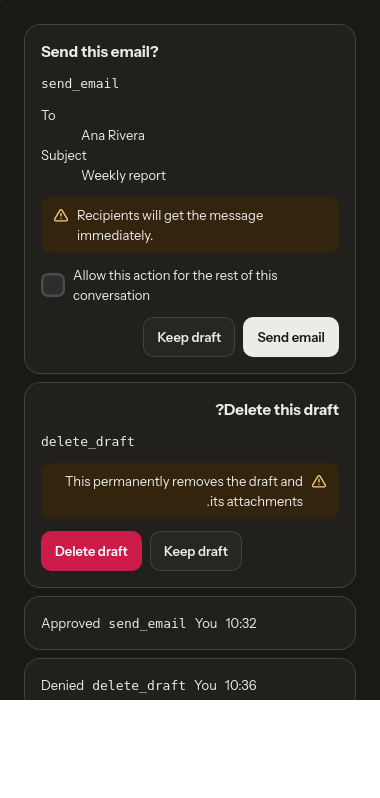 Send this email?
send_email
To
Ana Rivera
Subject
Weekly report
Recipients will get the message
immediately.
Allow this action for the rest of this
conversation
Keep draft Send email
?Delete this draft
delete_draft
This permanently removes the draft and
.its attachments
Delete draft Keep draft
Approved send_email You 10:32
Denied delete_draft You 10:36